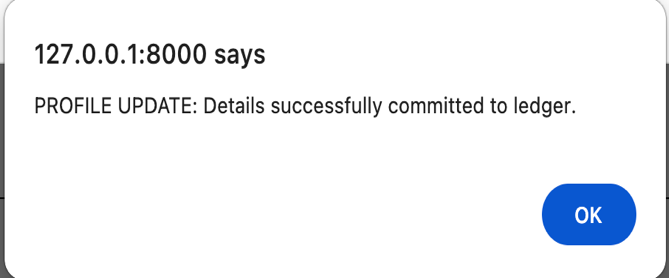 127.0.0.1:8000 says
PROFILE UPDATE: Details successfully committed to ledger.
OK